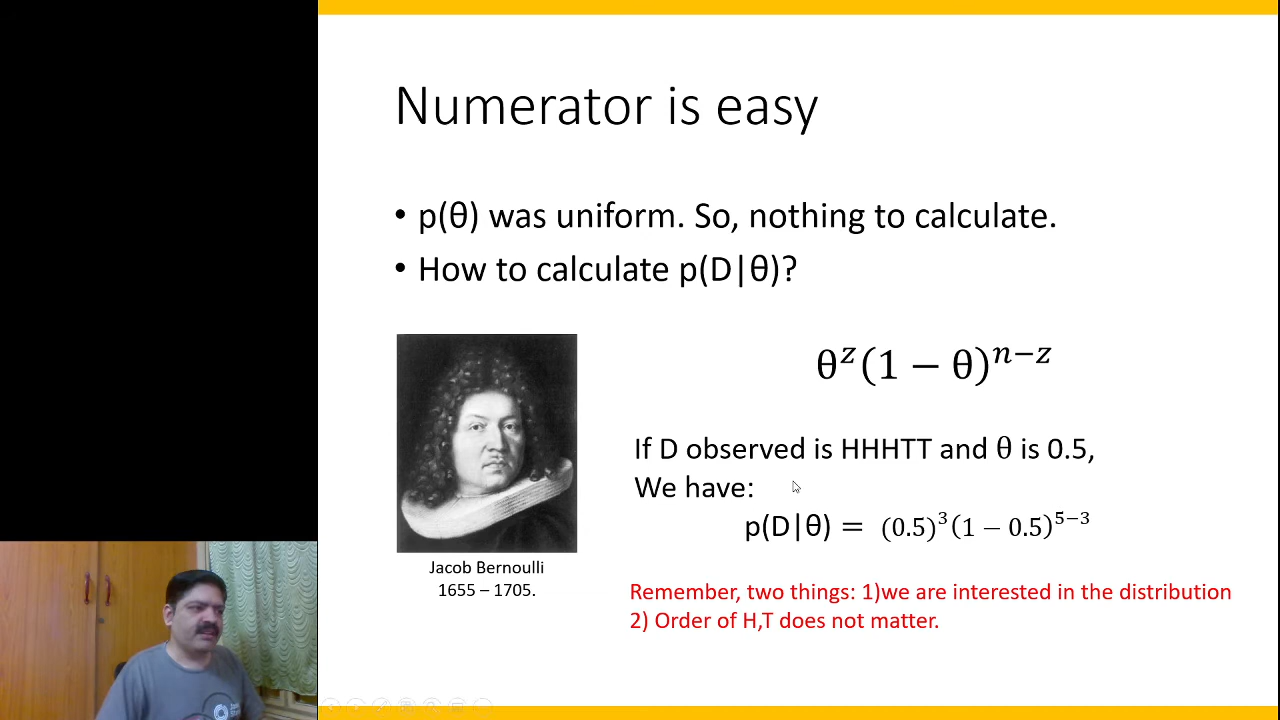 Numerator is easy
• p(θ) was uniform. So, nothing to calculate.
• How to calculate p(D|θ)?
θ^z(1 − θ)^{n−z}
If D observed is HHHTT and θ is 0.5,
We have:
p(D|θ) = (0.5)^3(1 − 0.5)^{5−3}
Jacob Bernoulli
1655 – 1705.
Remember, two things: 1)we are interested in the distribution
2) Order of H,T does not matter.